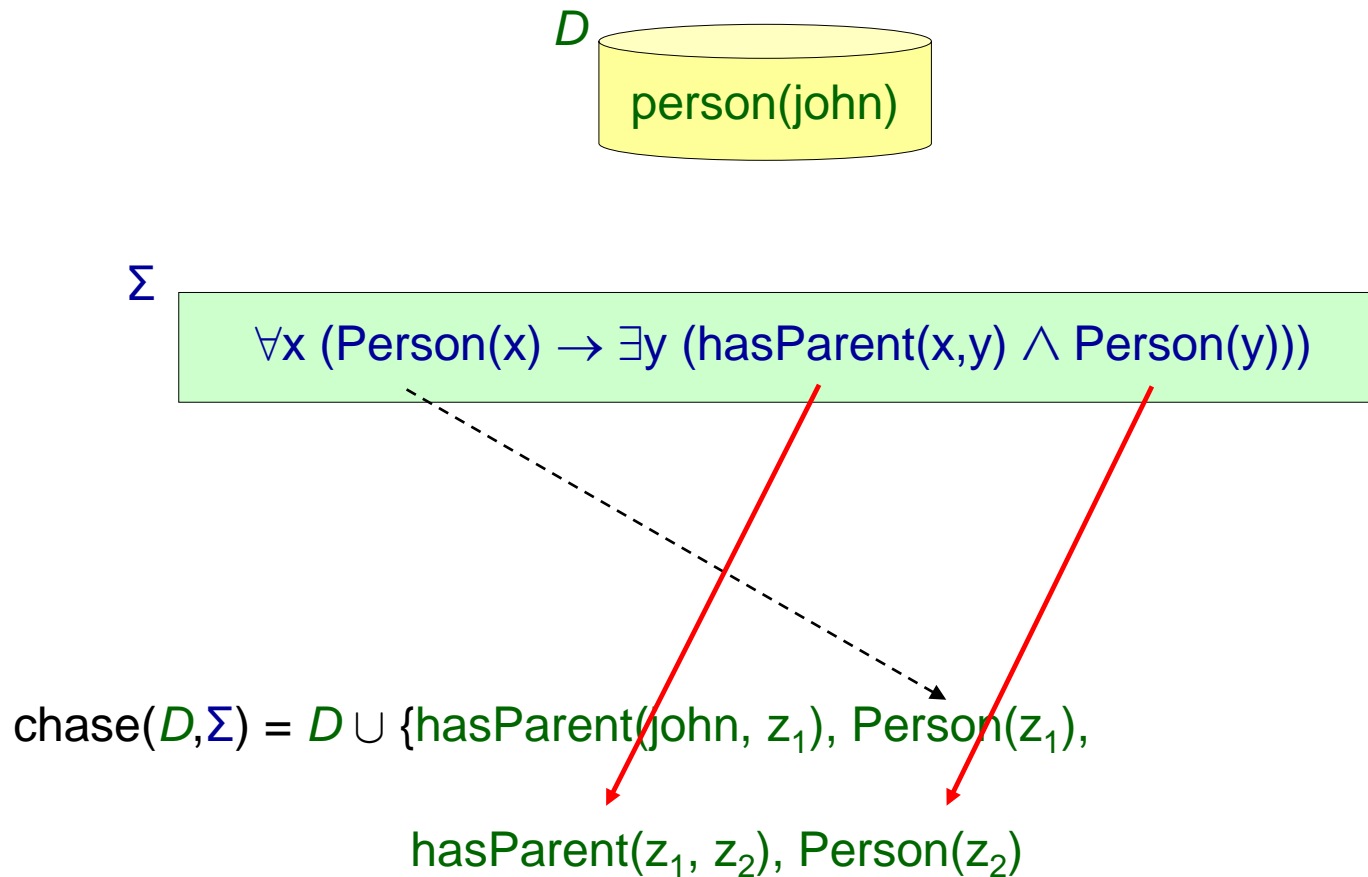 D
person(john)
Σ
∀x (Person(x) → ∃y (hasParent(x,y) ∧ Person(y)))
chase(D,Σ) = D ∪ {hasParent(john, z₁), Person(z₁),
hasParent(z₁, z₂), Person(z₂)